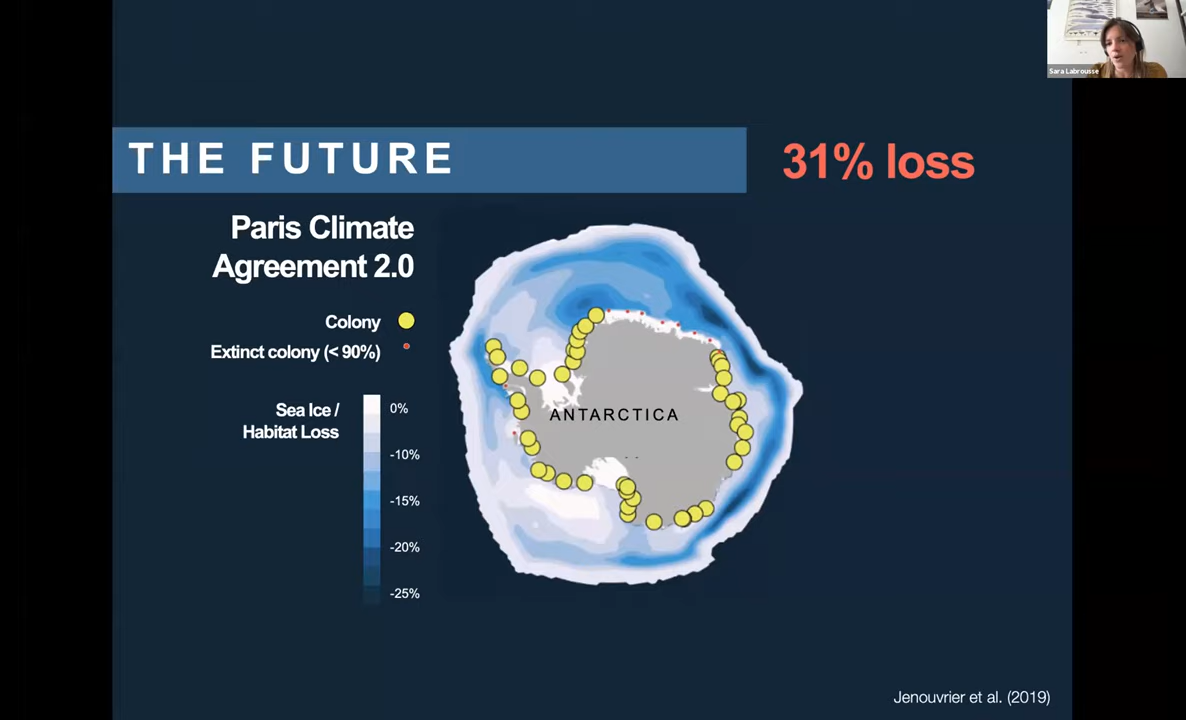 Sara Labrousse
THE FUTURE
31% loss
Paris Climate
Agreement 2.0
Colony
Extinct colony (< 90%)
Sea Ice /
Habitat Loss
0%
-10%
-15%
-20%
-25%
ANTARCTICA
Jenouvrier et al. (2019)